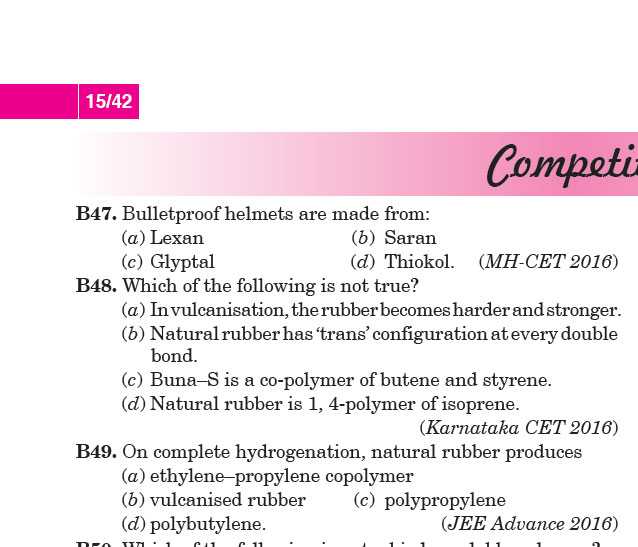 15/42
Competi
B47. Bulletproof helmets are made from:
(a) Lexan (b) Saran
(c) Glyptal (d) Thiokol. (MH-CET 2016)
B48. Which of the following is not true?
(a) In vulcanisation, the rubber becomes harder and stronger.
(b) Natural rubber has ‘trans’ configuration at every double
bond.
(c) Buna–S is a co-polymer of butene and styrene.
(d) Natural rubber is 1, 4-polymer of isoprene.
(Karnataka CET 2016)
B49. On complete hydrogenation, natural rubber produces
(a) ethylene–propylene copolymer
(b) vulcanised rubber (c) polypropylene
(d) polybutylene. (JEE Advance 2016)